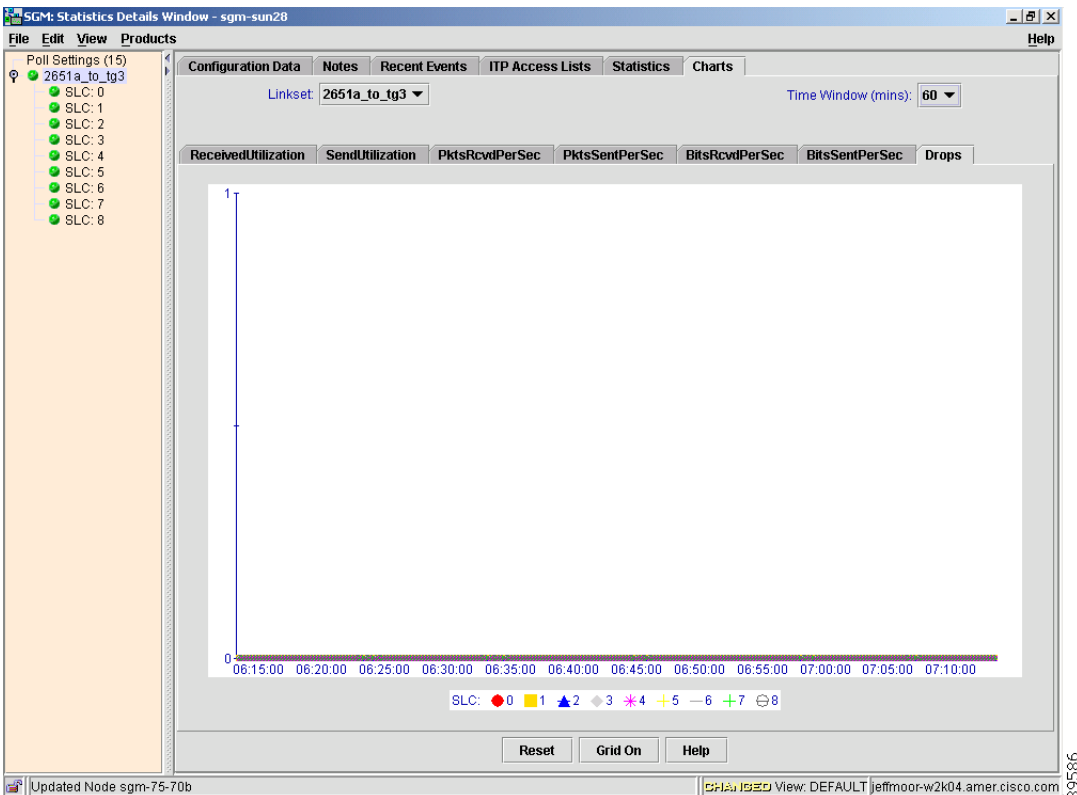 SGM: Statistics Details Window - sgm-sun28
File Edit View Products Help
Poll Settings (15)
2651a_to_tg3
SLC: 0
SLC: 1
SLC: 2
SLC: 3
SLC: 4
SLC: 5
SLC: 6
SLC: 7
SLC: 8
Configuration Data Notes Recent Events ITP Access Lists Statistics Charts
Linkset: 2651a_to_tg3 Time Window (mins): 60
ReceivedUtilization SendUtilization PktsRcvdPerSec PktsSentPerSec BitsRcvdPerSec BitsSentPerSec Drops
1
0
06:15:00 06:20:00 06:25:00 06:30:00 06:35:00 06:40:00 06:45:00 06:50:00 06:55:00 07:00:00 07:05:00 07:10:00
SLC: 0 1 2 3 4 5 6 7 8
Reset Grid On Help
Updated Node sgm-75-70b CHANGED View: DEFAULT jeffmoor-w2k04.amer.cisco.com